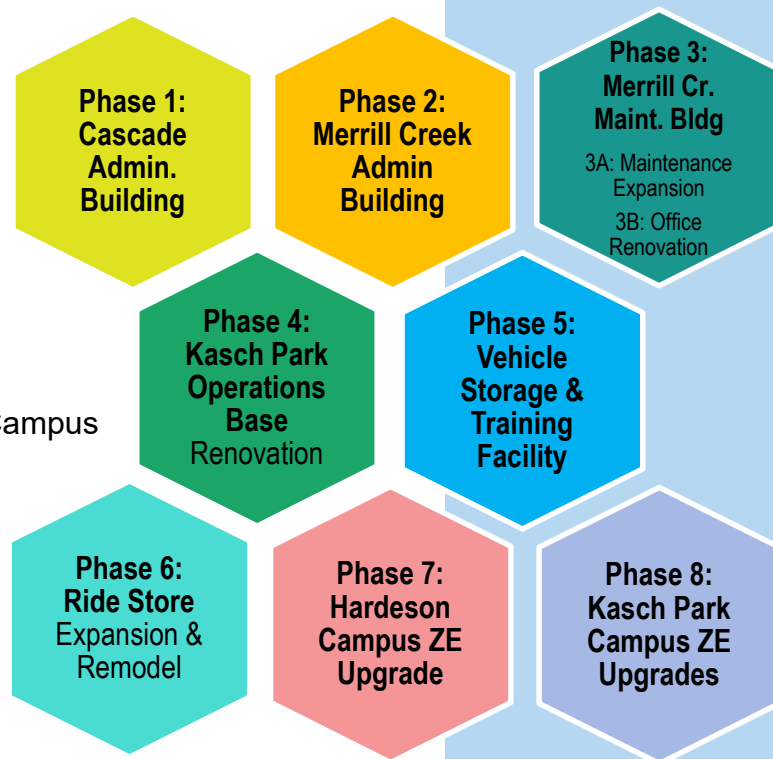 Phase 1:
Cascade
Admin.
Building
Phase 2:
Merrill Creek
Admin
Building
Phase 3:
Merrill Cr.
Maint. Bldg
3A: Maintenance
Expansion
3B: Office
Renovation
Phase 4:
Kasch Park
Operations
Base
Renovation
Phase 5:
Vehicle
Storage &
Training
Facility
Campus
Phase 6:
Ride Store
Expansion &
Remodel
Phase 7:
Hardeson
Campus ZE
Upgrade
Phase 8:
Kasch Park
Campus ZE
Upgrades